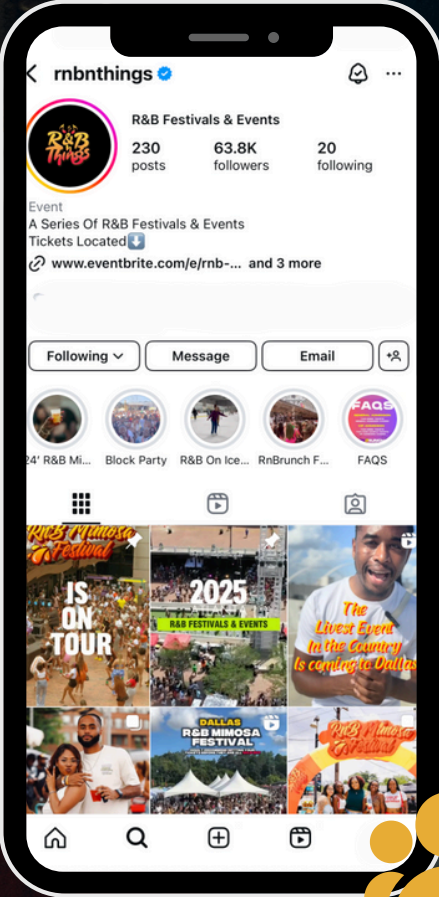 rnbnthings
R&B
Things
R&B Festivals & Events
230 63.8K 20
posts followers following
Event
A Series Of R&B Festivals & Events
Tickets Located⬇️
www.eventbrite.com/e/rnb-... and 3 more
Following Message Email
24' R&B Mi... Block Party R&B On Ice... RnBrunch F... FAQS
FAQS
RnB Mimosa
Festival
IS
ON
TOUR
2025
R&B FESTIVALS & EVENTS
The
Livest Event
In the Country
Is coming to Dallas
DALLAS
R&B MIMOSA
FESTIVAL
RnB Mimosa
Festival